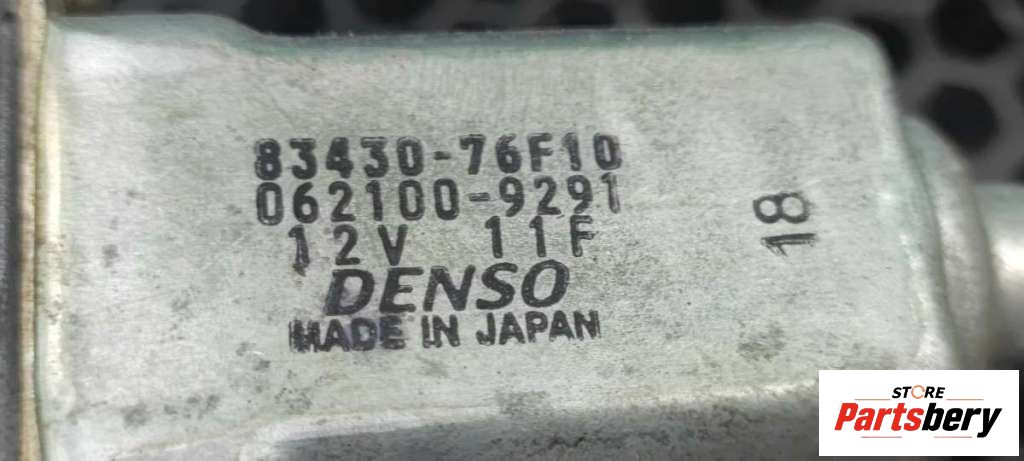 83430-76F10
062100-9291
12V 11F
DENSO
MADE IN JAPAN
18
STORE
Partsbery